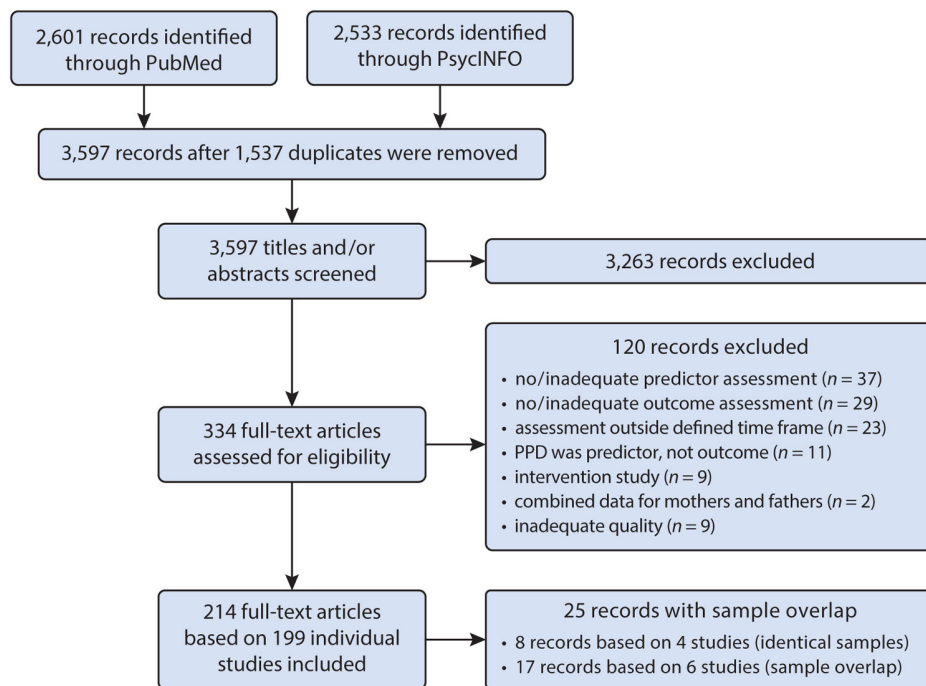 2,601 records identified
through PubMed
2,533 records identified
through PsycINFO
3,597 records after 1,537 duplicates were removed
3,597 titles and/or
abstracts screened
3,263 records excluded
334 full-text articles
assessed for eligibility
120 records excluded
• no/inadequate predictor assessment (n = 37)
• no/inadequate outcome assessment (n = 29)
• assessment outside defined time frame (n = 23)
• PPD was predictor, not outcome (n = 11)
• intervention study (n = 9)
• combined data for mothers and fathers (n = 2)
• inadequate quality (n = 9)
214 full-text articles
based on 199 individual
studies included
25 records with sample overlap
• 8 records based on 4 studies (identical samples)
• 17 records based on 6 studies (sample overlap)